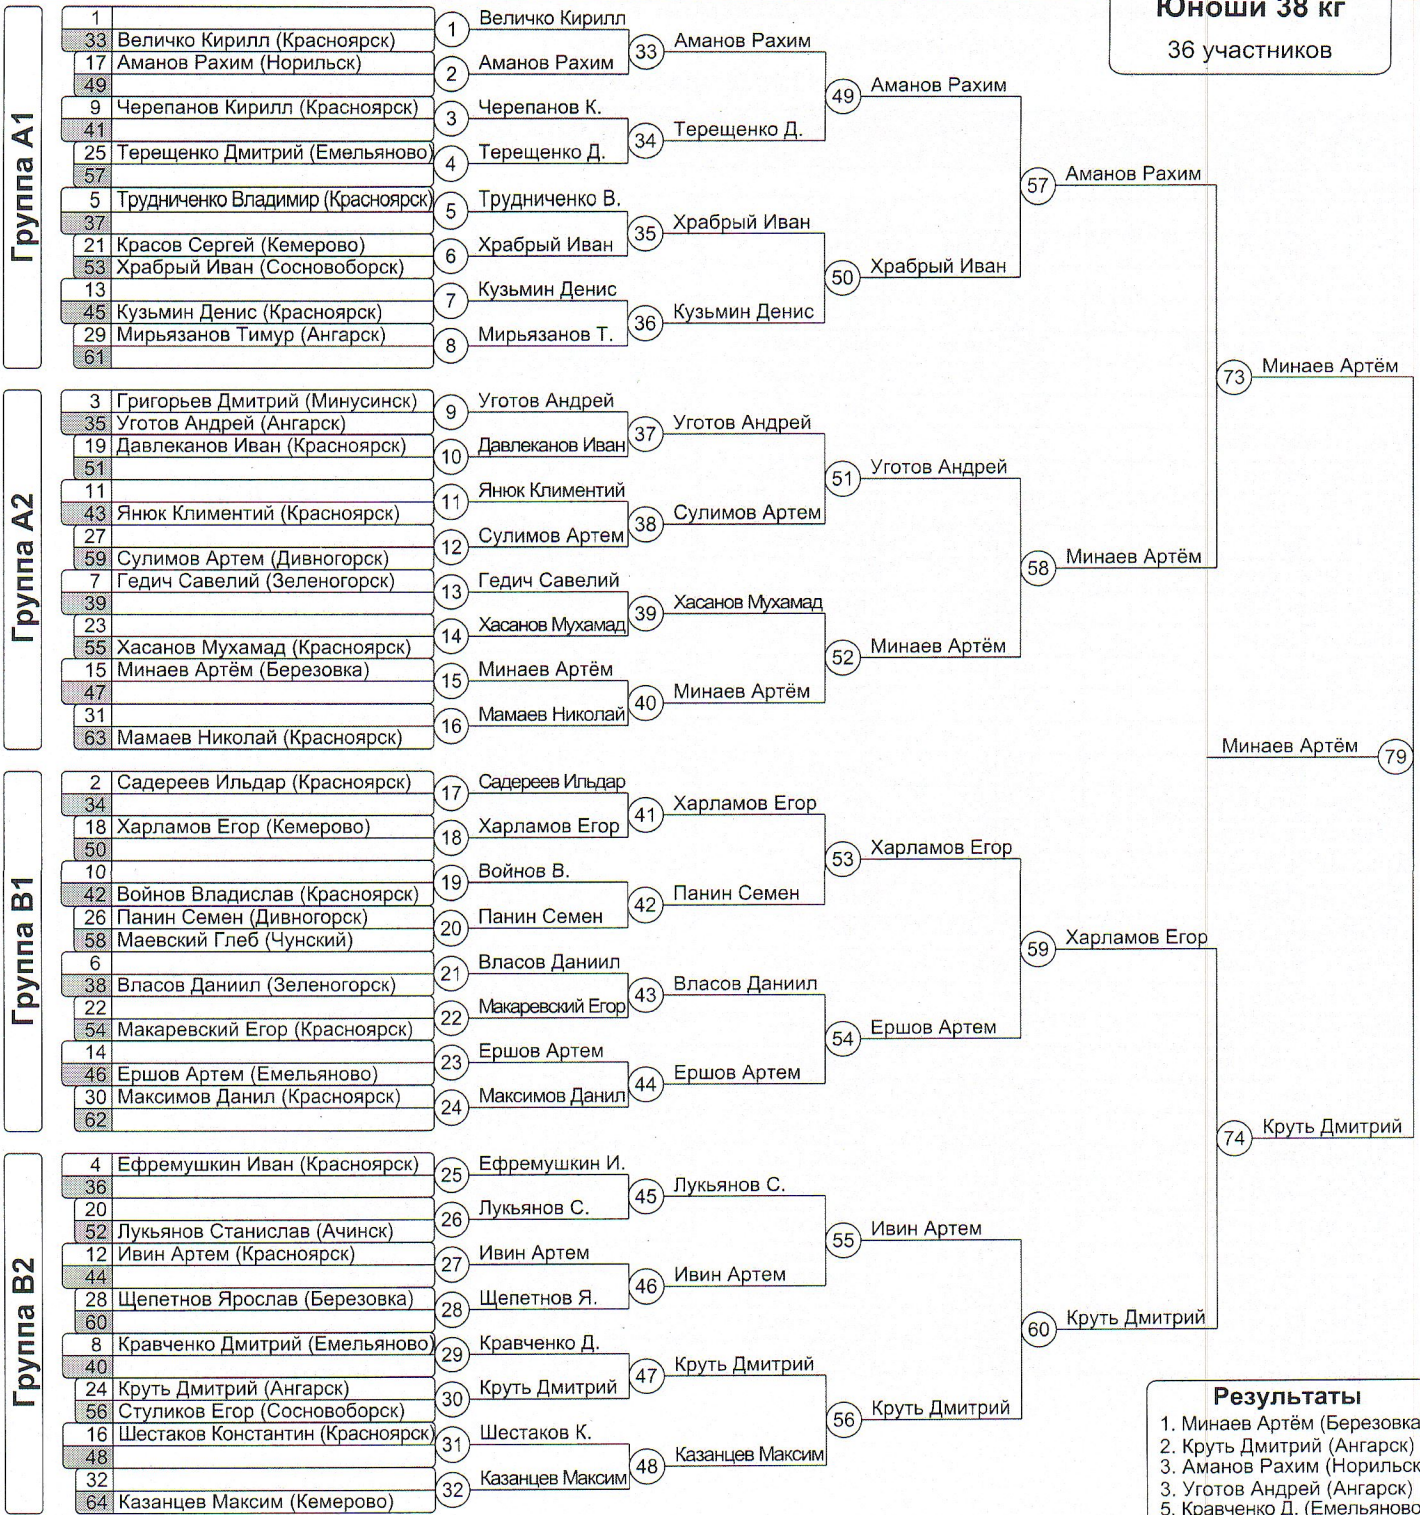 Юноши 38 кг
36 участников
Группа A1
1
33 Величко Кирилл (Красноярск)
17 Аманов Рахим (Норильск)
49
9 Черепанов Кирилл (Красноярск)
41
25 Терещенко Дмитрий (Емельяново)
57
5 Трудниченко Владимир (Красноярск)
37
21 Красов Сергей (Кемерово)
53 Храбрый Иван (Сосновоборск)
13
45 Кузьмин Денис (Красноярск)
29 Мирьязанов Тимур (Ангарск)
61
1 Величко Кирилл
2 Аманов Рахим
3 Черепанов К.
4 Терещенко Д.
5 Трудниченко В.
6 Храбрый Иван
7 Кузьмин Денис
8 Мирьязанов Т.
33 Аманов Рахим
34 Терещенко Д.
35 Храбрый Иван
36 Кузьмин Денис
49 Аманов Рахим
50 Храбрый Иван
57 Аманов Рахим
Группа A2
3 Григорьев Дмитрий (Минусинск)
35 Уготов Андрей (Ангарск)
19 Давлеканов Иван (Красноярск)
51
11
43 Янюк Климентий (Красноярск)
27
59 Сулимов Артем (Дивногорск)
7 Гедич Савелий (Зеленогорск)
39
23
55 Хасанов Мухамад (Красноярск)
15 Минаев Артём (Березовка)
47
31
63 Мамаев Николай (Красноярск)
9 Уготов Андрей
10 Давлеканов Иван
11 Янюк Климентий
12 Сулимов Артем
13 Гедич Савелий
14 Хасанов Мухамад
15 Минаев Артём
16 Мамаев Николай
37 Уготов Андрей
38 Сулимов Артем
39 Хасанов Мухамад
40 Минаев Артём
51 Уготов Андрей
52 Минаев Артём
58 Минаев Артём
73 Минаев Артём
Минаев Артём 79
Группа B1
2 Садереев Ильдар (Красноярск)
34
18 Харламов Егор (Кемерово)
50
10
42 Войнов Владислав (Красноярск)
26 Панин Семен (Дивногорск)
58 Маевский Глеб (Чунский)
6
38 Власов Даниил (Зеленогорск)
22
54 Макаревский Егор (Красноярск)
14
46 Ершов Артем (Емельяново)
30 Максимов Данил (Красноярск)
62
17 Садереев Ильдар
18 Харламов Егор
19 Войнов В.
20 Панин Семен
21 Власов Даниил
22 Макаревский Егор
23 Ершов Артем
24 Максимов Данил
41 Харламов Егор
42 Панин Семен
43 Власов Даниил
44 Ершов Артем
53 Харламов Егор
54 Ершов Артем
59 Харламов Егор
74 Круть Дмитрий
Группа B2
4 Ефремушкин Иван (Красноярск)
36
20
52 Лукьянов Станислав (Ачинск)
12 Ивин Артем (Красноярск)
44
28 Щепетнов Ярослав (Березовка)
60
8 Кравченко Дмитрий (Емельяново)
40
24 Круть Дмитрий (Ангарск)
56 Стуликов Егор (Сосновоборск)
16 Шестаков Константин (Красноярск)
48
32
64 Казанцев Максим (Кемерово)
25 Ефремушкин И.
26 Лукьянов С.
27 Ивин Артем
28 Щепетнов Я.
29 Кравченко Д.
30 Круть Дмитрий
31 Шестаков К.
32 Казанцев Максим
45 Лукьянов С.
46 Ивин Артем
47 Круть Дмитрий
48 Казанцев Максим
55 Ивин Артем
56 Круть Дмитрий
60 Круть Дмитрий
Результаты
1. Минаев Артём (Березовка
2. Круть Дмитрий (Ангарск)
3. Аманов Рахим (Норильск
3. Уготов Андрей (Ангарск)
5. Кравченко Д. (Емельяново